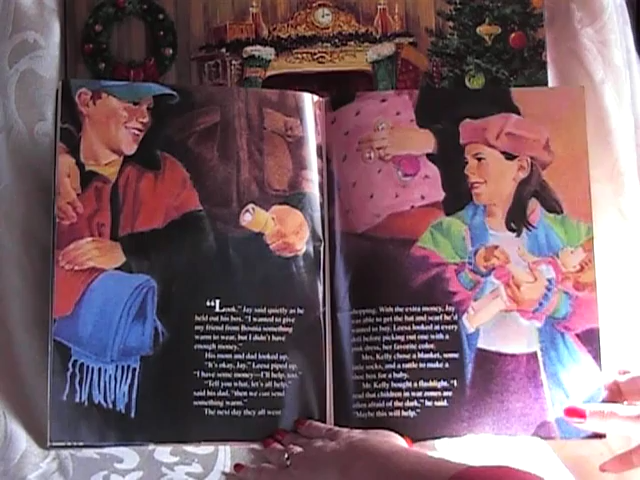 "Look," Jay said quietly as he
held out his box. "I wanted to give
my friend from Bosnia something
warm to wear, but I didn't have
enough money."
His mom and dad looked up.
"It's okay, Jay," Leesa piped up.
"I have some money—I'll help, too."
"Tell you what, let's all help,"
said his dad, "then we can send
something warm."
The next day they all went
shopping. With the extra money, Jay
was able to get the hat and scarf he'd
wanted to buy. Leesa looked at every
doll before picking out one with a
pink dress, her favorite color.
Mrs. Kelly chose a blanket, some
little socks, and a rattle to make a
shoe box for a baby.
Mr. Kelly bought a flashlight. "I
read that children in war zones are
often afraid of the dark," he said.
"Maybe this will help."